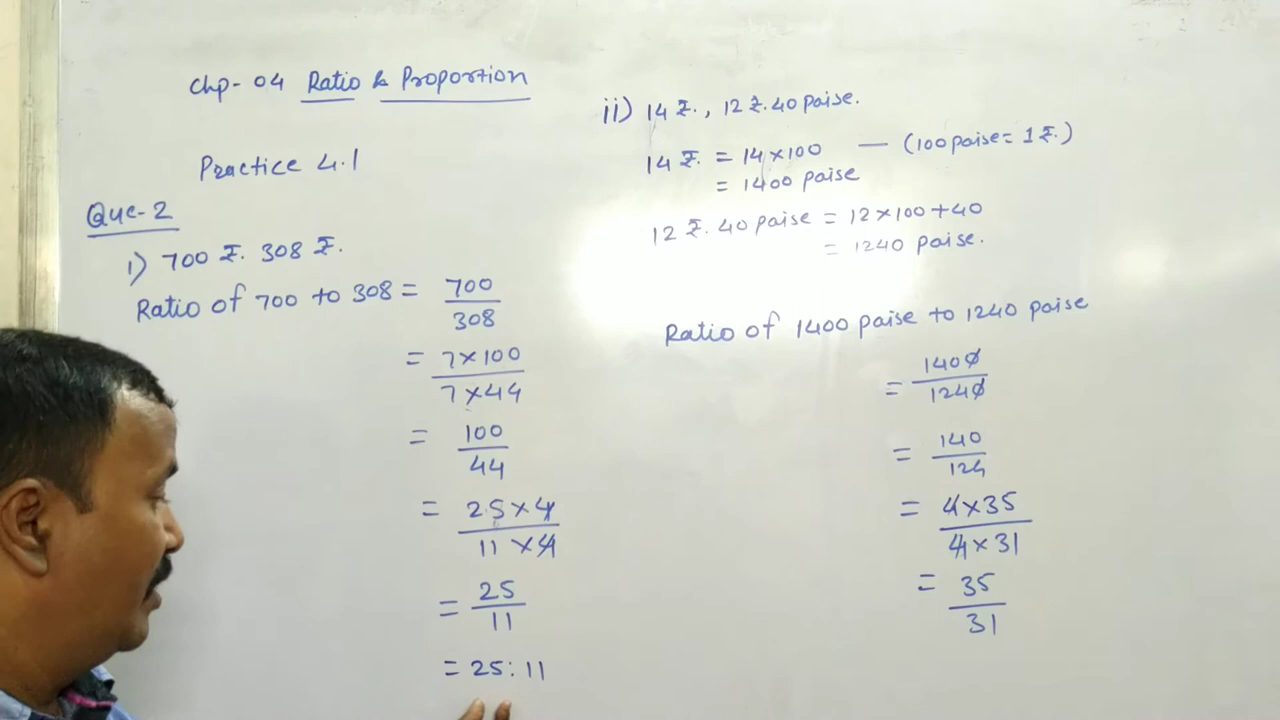 Chp- 04 Ratio & Proportion
Practice 4.1
Que-2
i) 700 ₹. 308 ₹.
Ratio of 700 to 308 = 700/308
= 7×100/7×44
= 100/44
= 25×4/11×4
= 25/11
= 25:11
ii) 14 ₹., 12 ₹. 40 paise.
14 ₹. = 14×100 — (100 paise = 1 ₹.)
= 1400 paise
12 ₹. 40 paise = 12×100+40
= 1240 paise.
Ratio of 1400 paise to 1240 paise
= 1400/1240
= 140/124
= 4×35/4×31
= 35/31